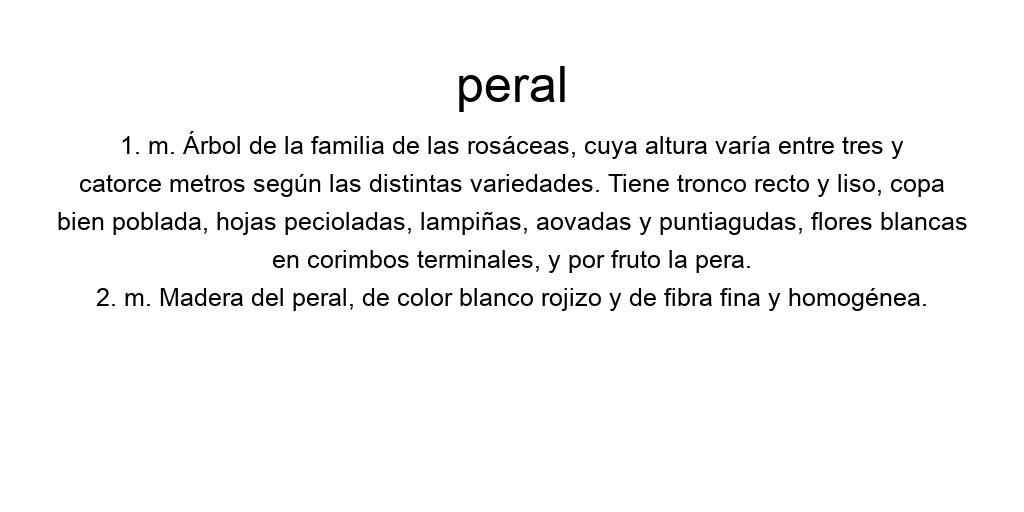 peral
1. m. Árbol de la familia de las rosáceas, cuya altura varía entre tres y
catorce metros según las distintas variedades. Tiene tronco recto y liso, copa
bien poblada, hojas pecioladas, lampiñas, aovadas y puntiagudas, flores blancas
en corimbos terminales, y por fruto la pera.
2. m. Madera del peral, de color blanco rojizo y de fibra fina y homogénea.